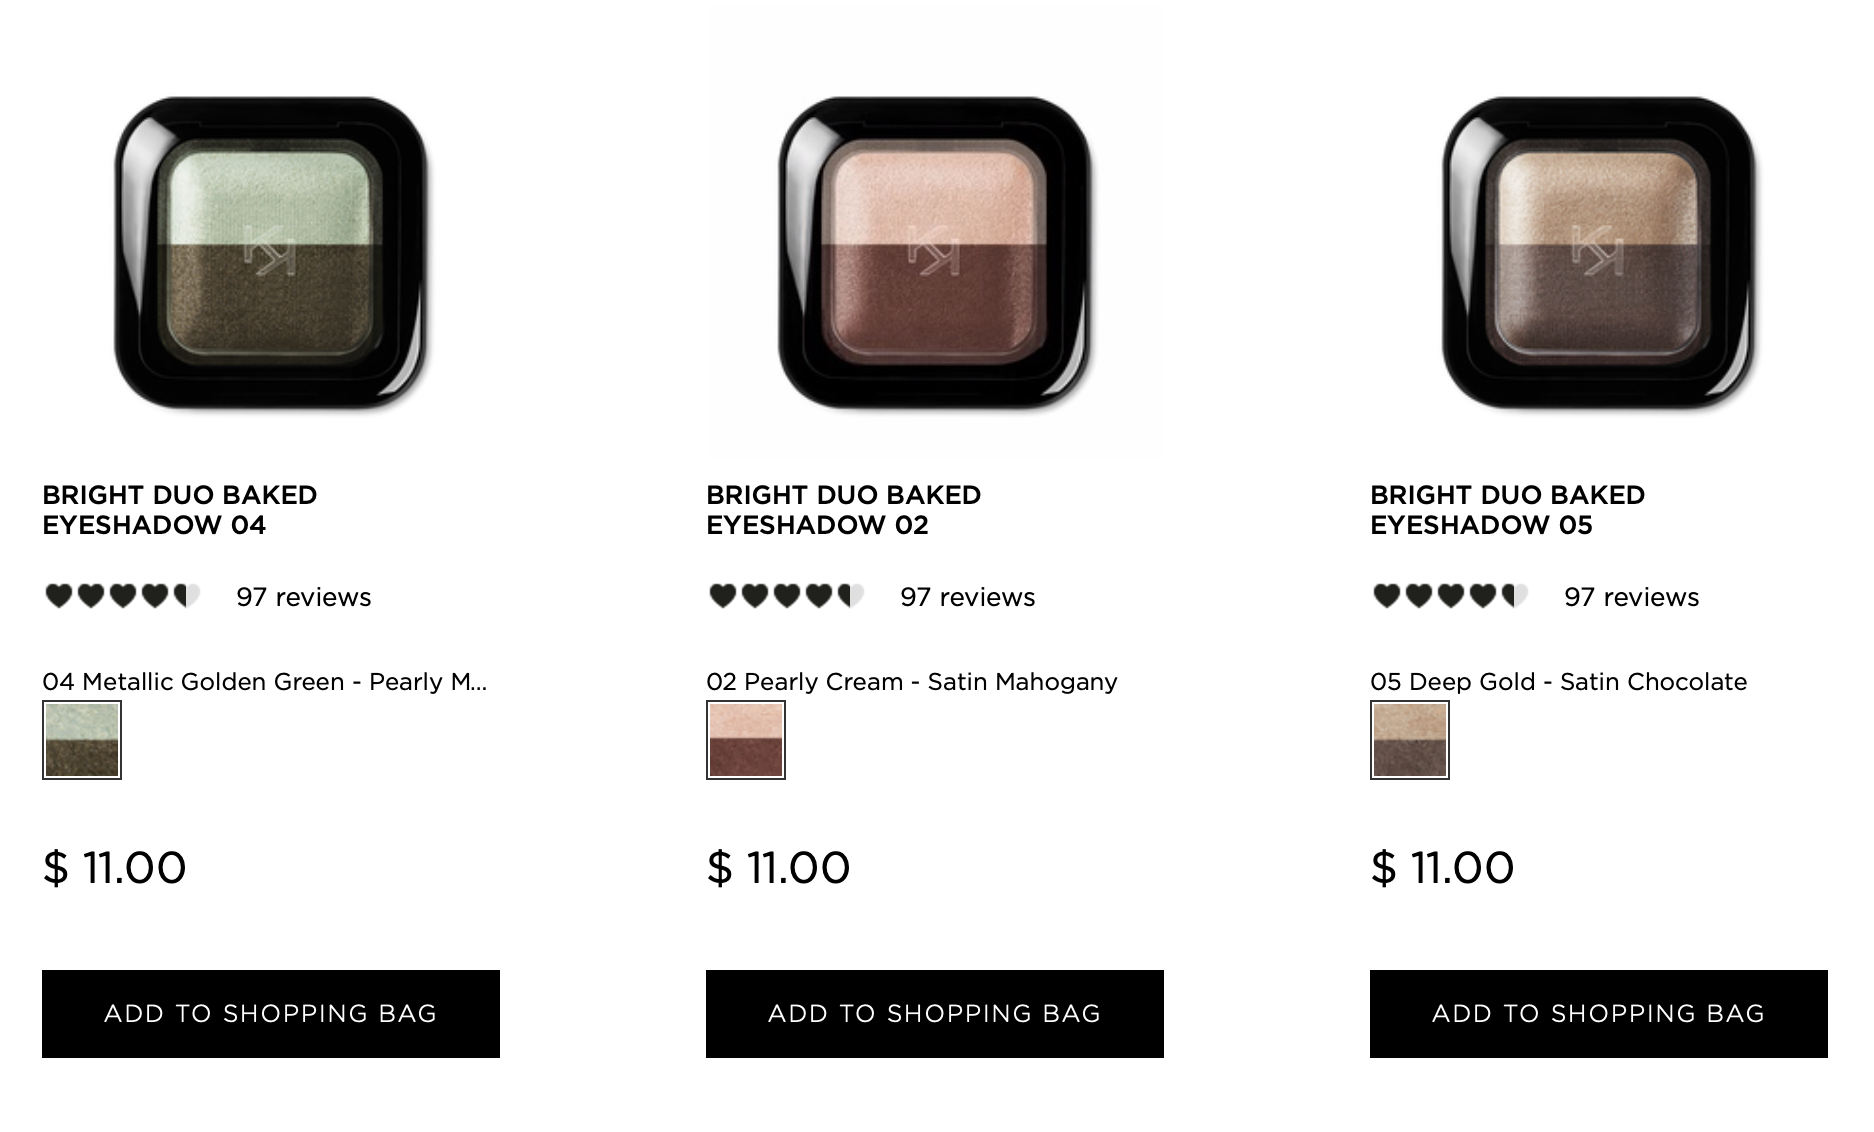 BRIGHT DUO BAKED
EYESHADOW 04
97 reviews
04 Metallic Golden Green - Pearly M...
$ 11.00
ADD TO SHOPPING BAG
BRIGHT DUO BAKED
EYESHADOW 02
97 reviews
02 Pearly Cream - Satin Mahogany
$ 11.00
ADD TO SHOPPING BAG
BRIGHT DUO BAKED
EYESHADOW 05
97 reviews
05 Deep Gold - Satin Chocolate
$ 11.00
ADD TO SHOPPING BAG